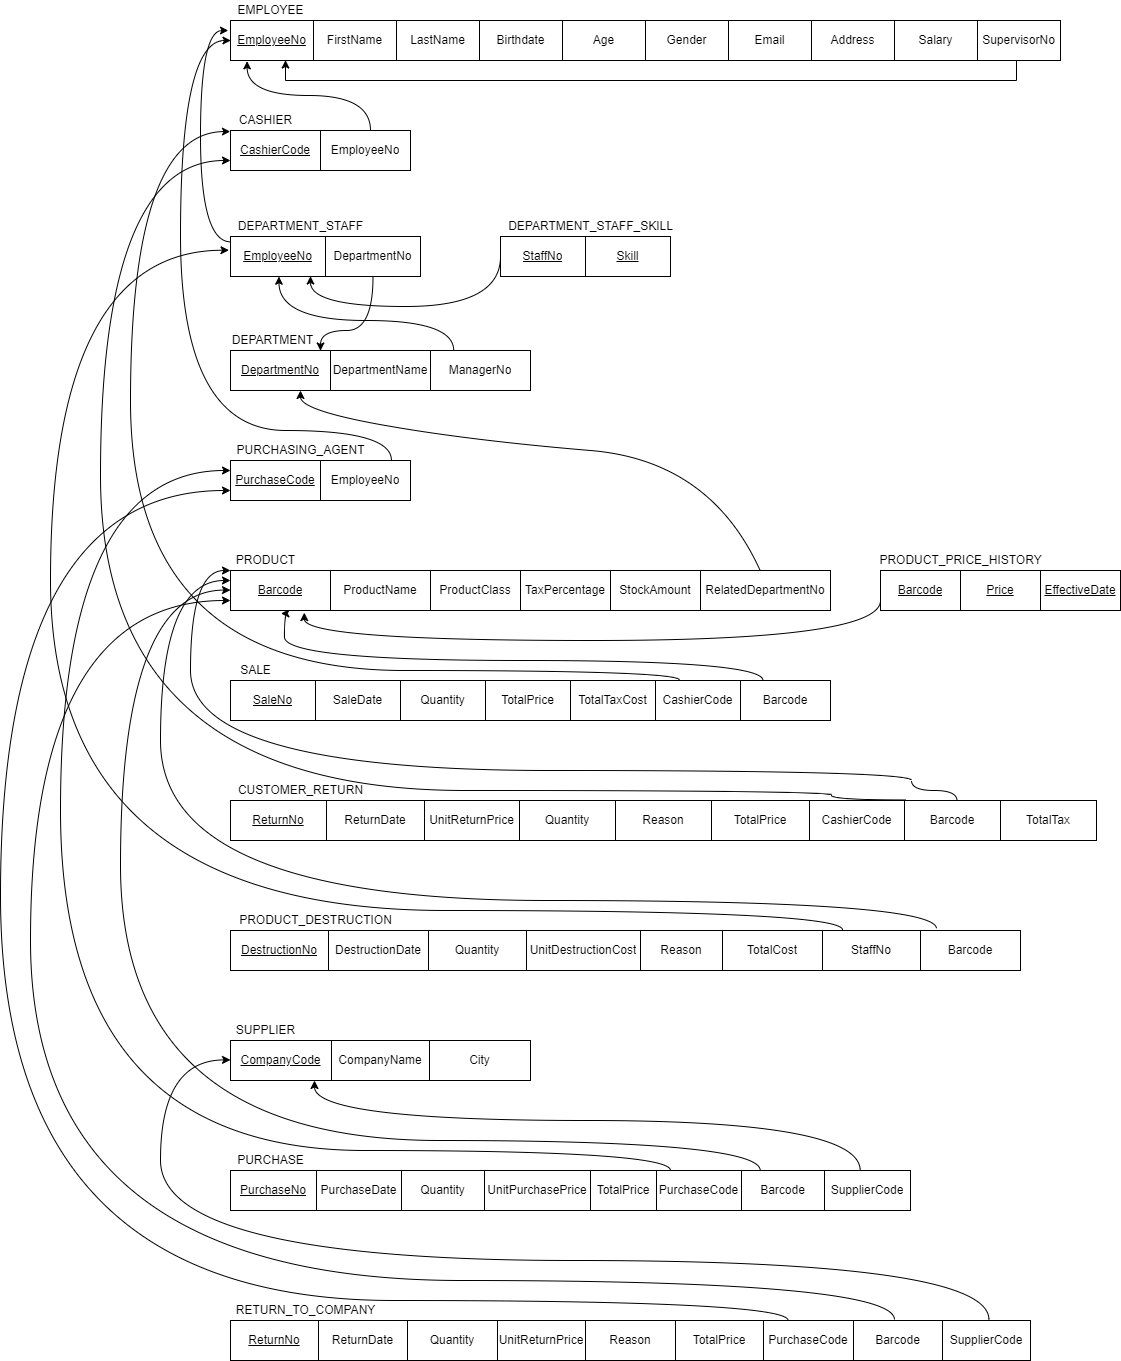 EMPLOYEE
EmployeeNo FirstName LastName Birthdate Age Gender Email Address Salary SupervisorNo
CASHIER
CashierCode EmployeeNo
DEPARTMENT_STAFF DEPARTMENT_STAFF_SKILL
EmployeeNo DepartmentNo StaffNo Skill
DEPARTMENT
DepartmentNo DepartmentName ManagerNo
PURCHASING_AGENT
PurchaseCode EmployeeNo
PRODUCT PRODUCT_PRICE_HISTORY
Barcode ProductName ProductClass TaxPercentage StockAmount RelatedDepartmentNo Barcode Price EffectiveDate
SALE
SaleNo SaleDate Quantity TotalPrice TotalTaxCost CashierCode Barcode
CUSTOMER_RETURN
ReturnNo ReturnDate UnitReturnPrice Quantity Reason TotalPrice CashierCode Barcode TotalTax
PRODUCT_DESTRUCTION
DestructionNo DestructionDate Quantity UnitDestructionCost Reason TotalCost StaffNo Barcode
SUPPLIER
CompanyCode CompanyName City
PURCHASE
PurchaseNo PurchaseDate Quantity UnitPurchasePrice TotalPrice PurchaseCode Barcode SupplierCode
RETURN_TO_COMPANY
ReturnNo ReturnDate Quantity UnitReturnPrice Reason TotalPrice PurchaseCode Barcode SupplierCode